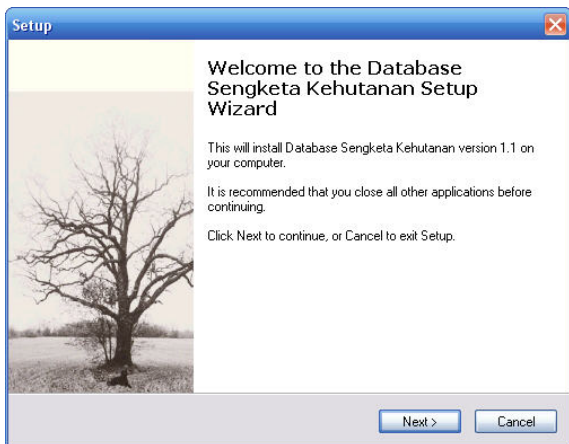 Setup
Welcome to the Database
Sengketa Kehutanan Setup
Wizard
This will install Database Sengketa Kehutanan version 1.1 on
your computer.
It is recommended that you close all other applications before
continuing.
Click Next to continue, or Cancel to exit Setup.
Next >
Cancel